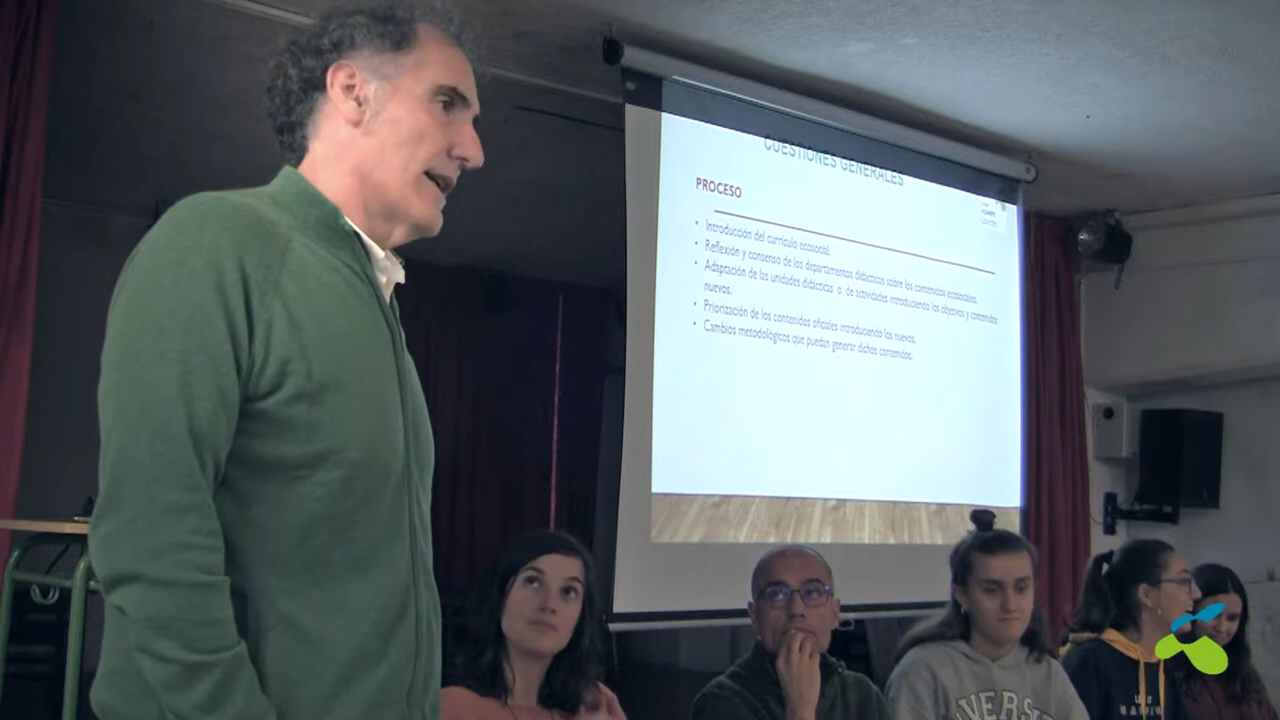 CUESTIONES GENERALES
PROCESO
• Introducción del currículo ecosocial.
• Reflexión y consenso de los departamentos didácticos sobre los contenidos ecosociales.
• Adaptación de las unidades didácticas o de actividades introduciendo los objetivos y contenidos
nuevos.
• Priorización de los contenidos oficiales introduciendo los nuevos.
• Cambios metodológicos que puedan generar dichos contenidos.